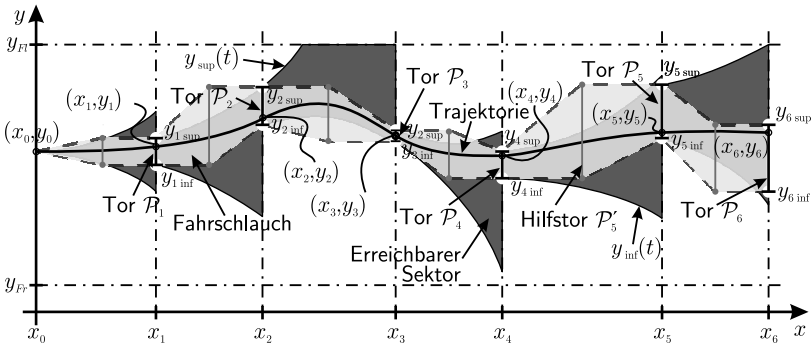 y
y_Fl
y_sup(t)
Tor P_3
Tor P_5
y_5 sup
(x_1,y_1)
Tor P_2
y_2 sup
(x_4,y_4)
y_6 sup
(x_0,y_0)
y_1 sup
y_2 inf
y_2 sup
Trajektorie
y_4 sup
(x_5,y_5)
y_3 inf
y_5 inf
(x_6,y_6)
y_1 inf
(x_2,y_2)
y_4 inf
y_6 inf
Tor P_1
(x_3,y_3)
Tor P_4
Hilfstor P_5'
Tor P_6
Fahrschlauch
Erreichbarer
Sektor
y_inf(t)
y_Fr
x_0
x_1
x_2
x_3
x_4
x_5
x_6
x